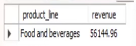 product_line revenue
Food and beverages 56144.96